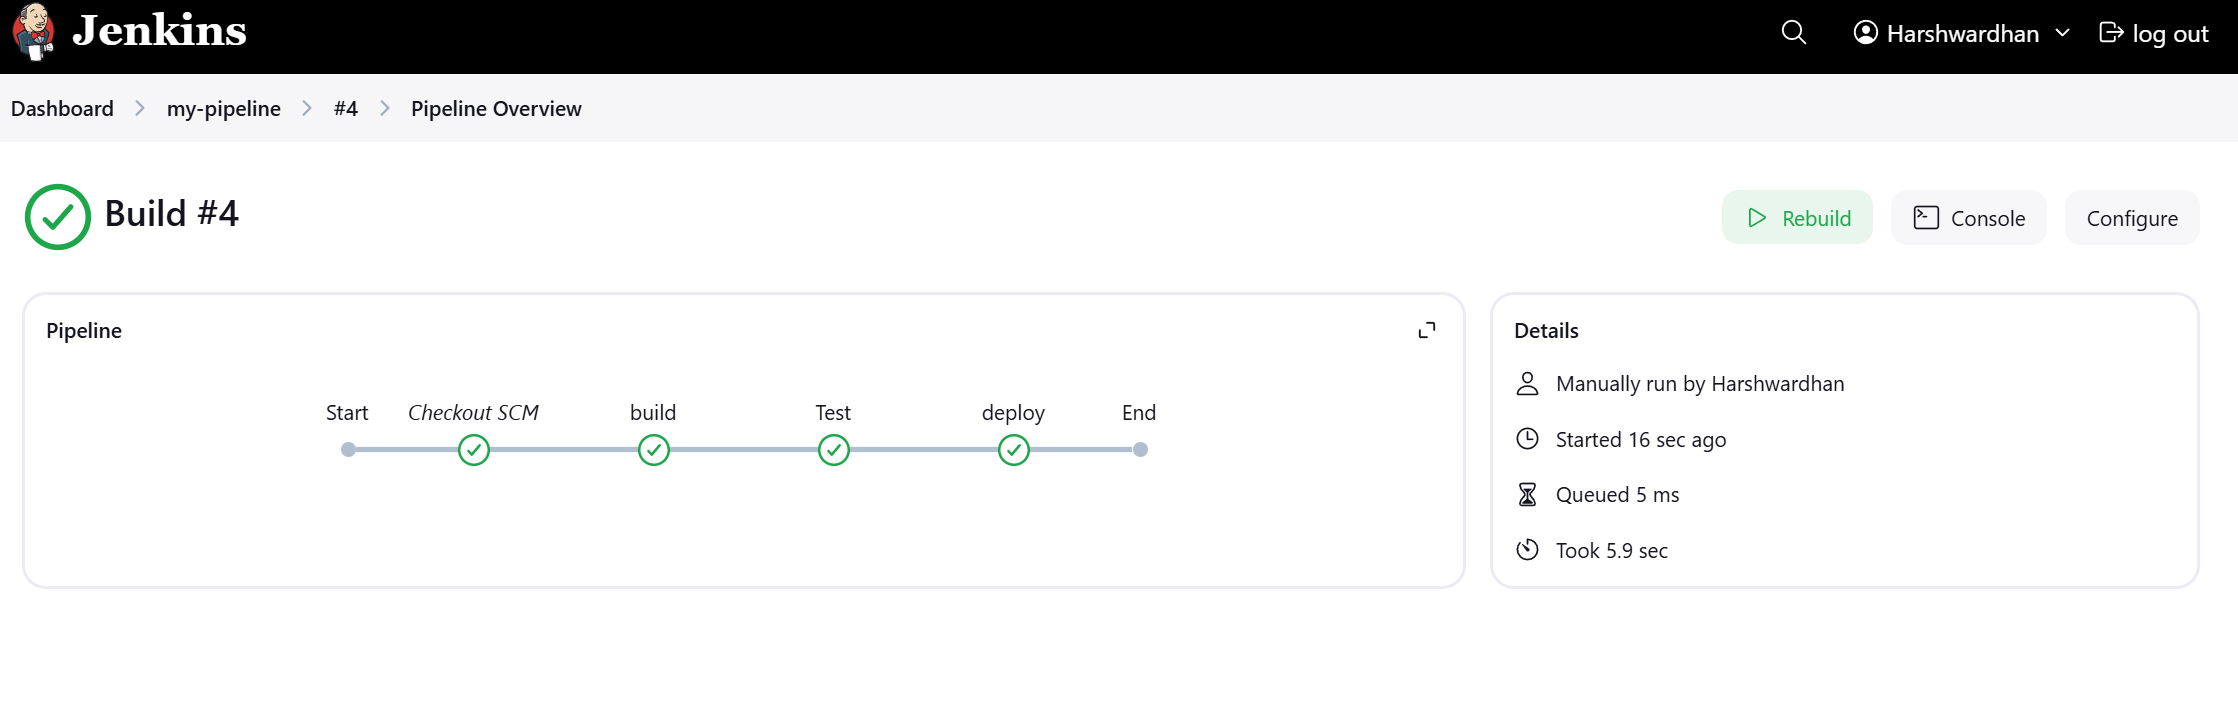 Jenkins
Harshwardhan
log out
Dashboard > my-pipeline > #4 > Pipeline Overview
Build #4
Rebuild
Console
Configure
Pipeline
Start Checkout SCM build Test deploy End
Details
Manually run by Harshwardhan
Started 16 sec ago
Queued 5 ms
Took 5.9 sec